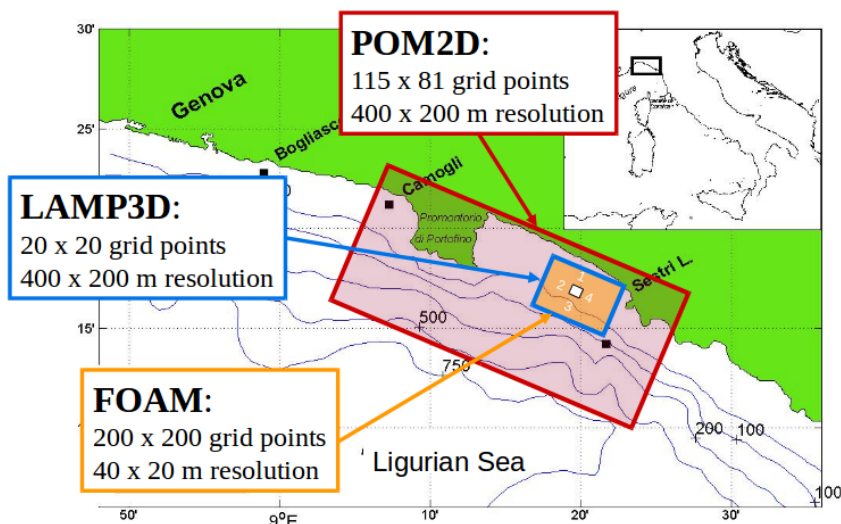 30'
POM2D:
115 x 81 grid points
400 x 200 m resolution
Genova
25'
Camogli
LAMP3D:
20 x 20 grid points
400 x 200 m resolution
Promontorio
di Portofino
Sestri L.
1
2
4
3
15'
500
750
FOAM:
200 x 200 grid points
40 x 20 m resolution
Ligurian Sea
200
100
100
50'
9°E
10'
20'
30'